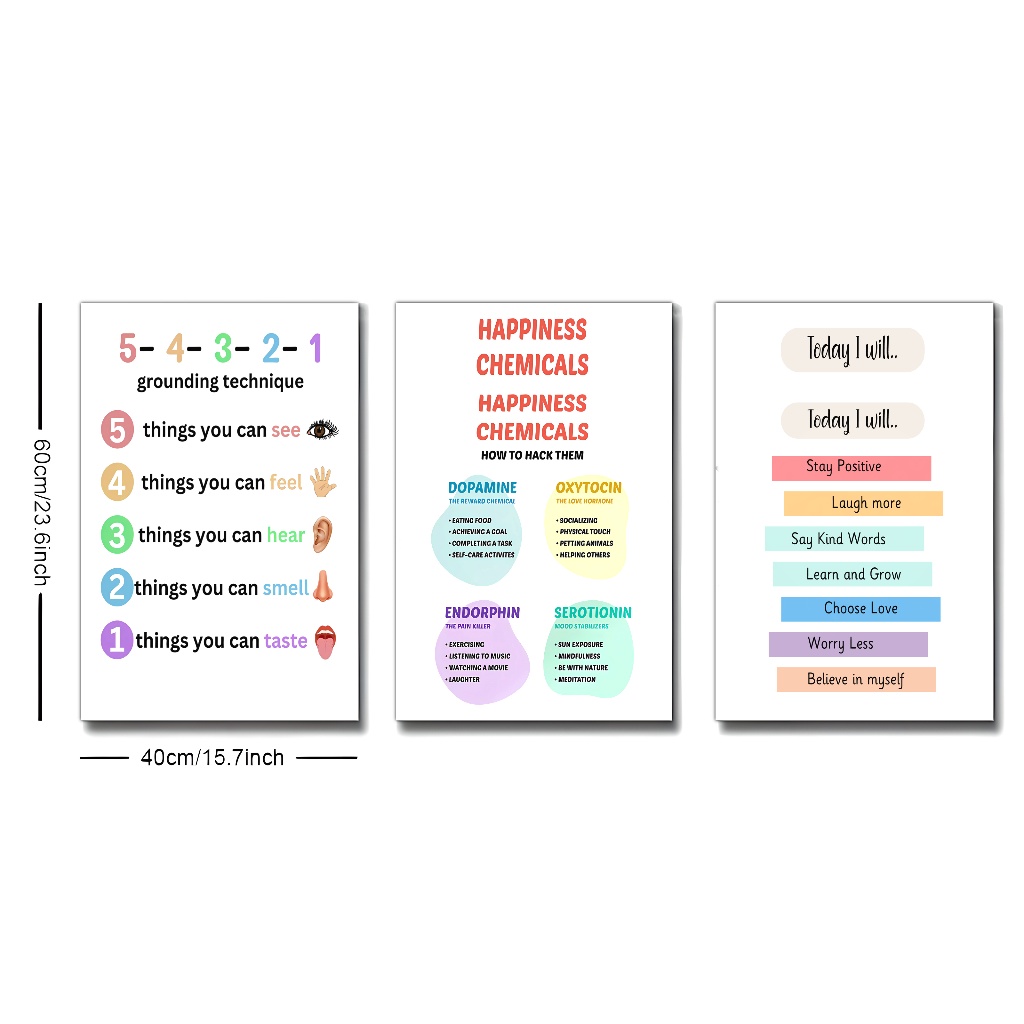 60cm/23.6inch
40cm/15.7inch
5- 4- 3- 2- 1
grounding technique
5 things you can see
4 things you can feel
3 things you can hear
2 things you can smell
1 things you can taste
HAPPINESS
CHEMICALS
HAPPINESS
CHEMICALS
HOW TO HACK THEM
DOPAMINE
THE REWARD CHEMICAL
• EATING FOOD
• ACHIEVING A GOAL
• COMPLETING A TASK
• SELF-CARE ACTIVITES
OXYTOCIN
THE LOVE HORMONE
• SOCIALIZING
• PHYSICAL TOUCH
• PETTING ANIMALS
• HELPING OTHERS
ENDORPHIN
THE PAIN KILLER
• EXERCISING
• LISTENING TO MUSIC
• WATCHING A MOVIE
• LAUGHTER
SEROTIONIN
MOOD STABILIZERS
• SUN EXPOSURE
• MINDFULNESS
• BE WITH NATURE
• MEDITATION
Today I will..
Today I will..
Stay Positive
Laugh more
Say Kind Words
Learn and Grow
Choose Love
Worry Less
Believe in myself